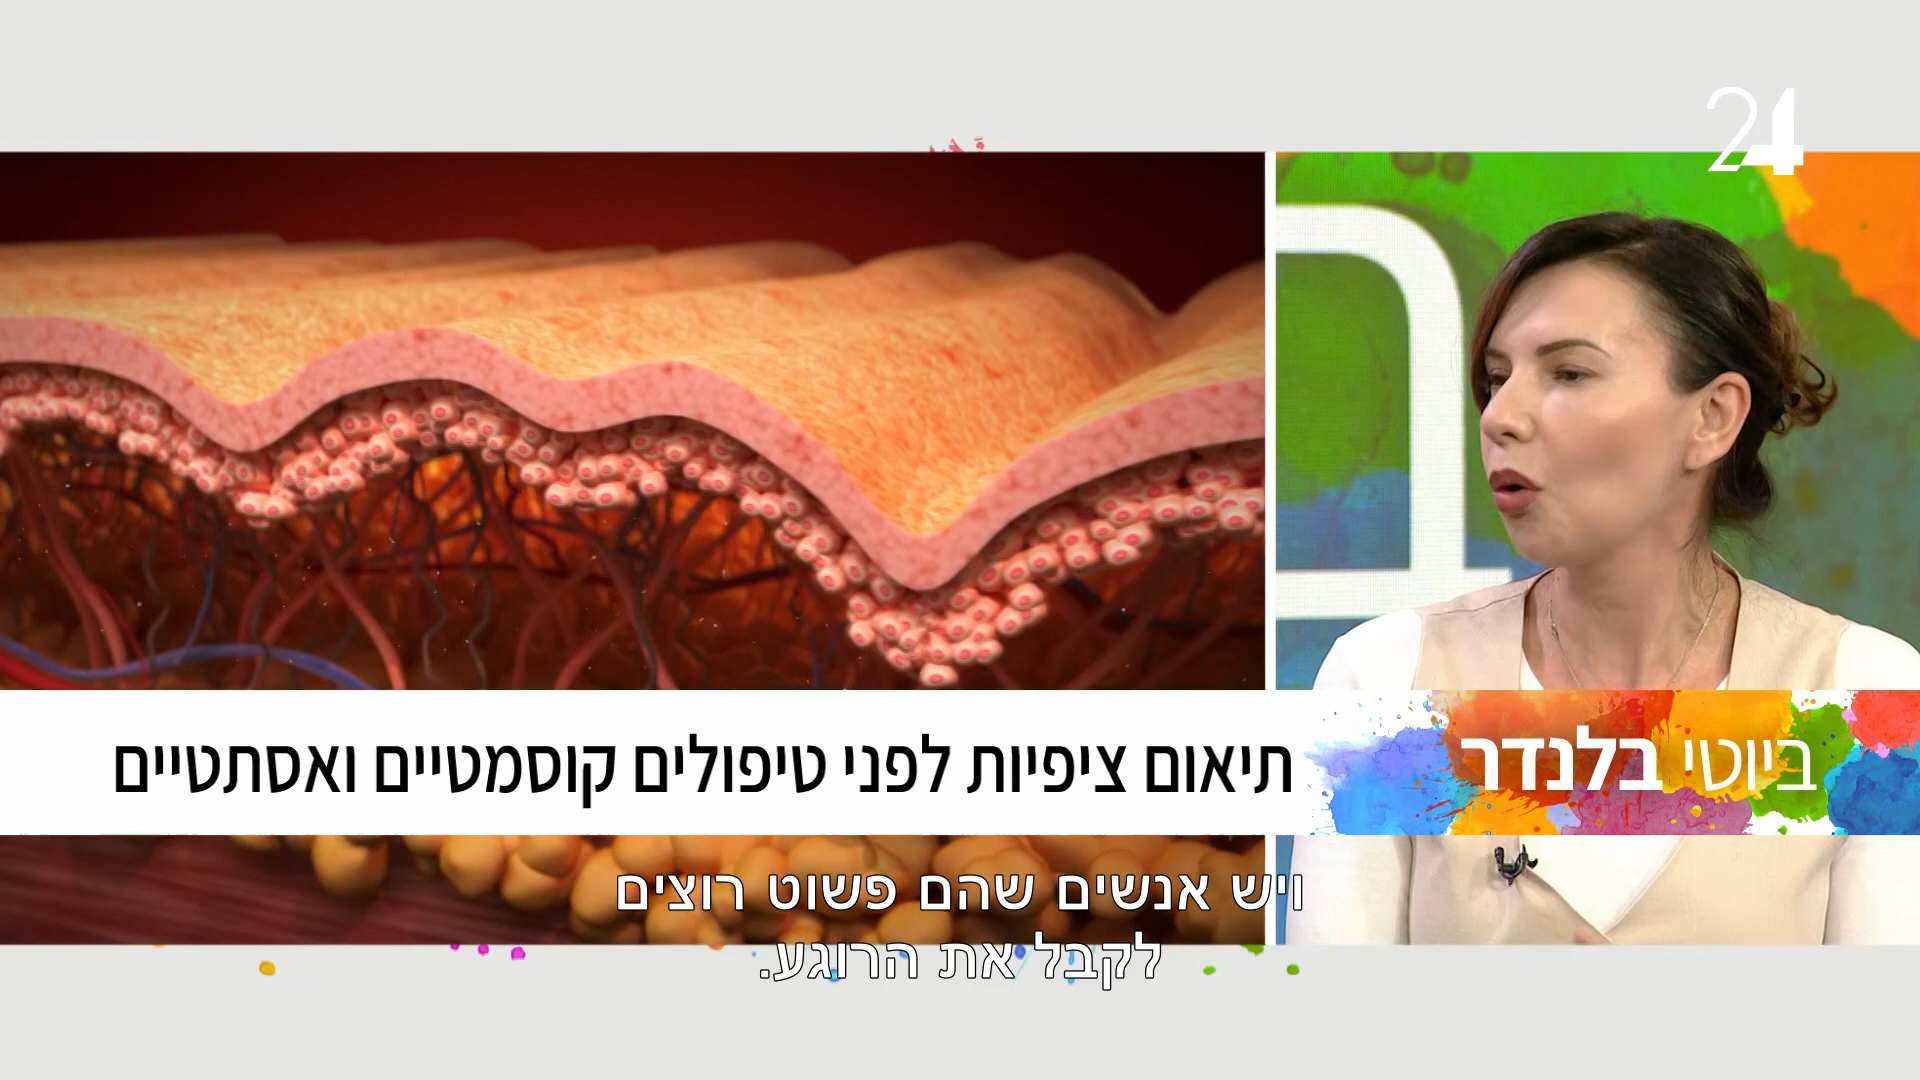 24
ביוטי בלנדר
תיאום ציפיות לפני טיפולים קוסמטיים ואסתטיים
ויש אנשים שהם פשוט רוצים
לקבל את הרוגע.